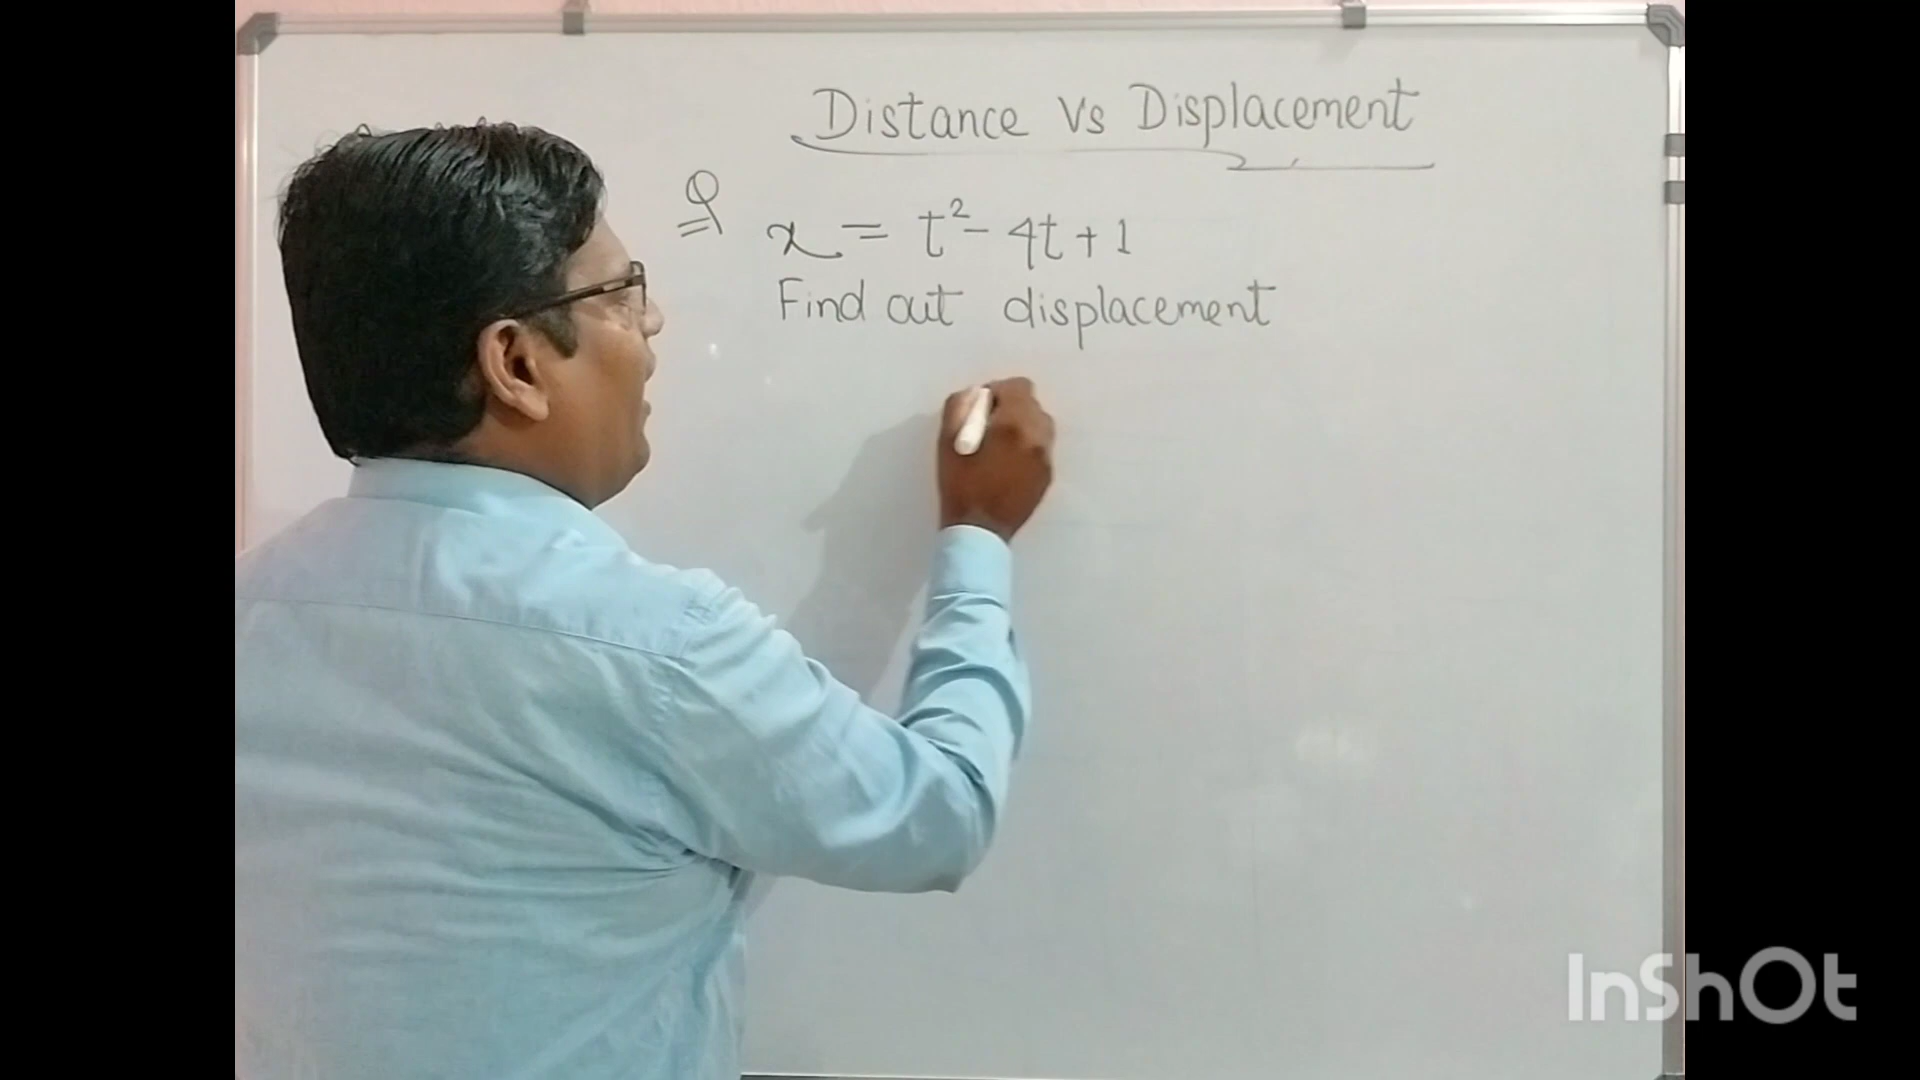 Distance Vs Displacement
Q x = t² - 4t + 1
Find out displacement
InShOt